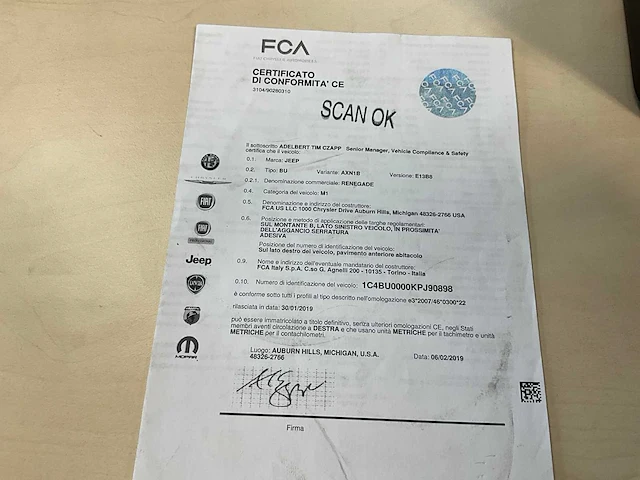 FCA
FIAT CHRYSLER AUTOMOBILES
CERTIFICATO
DI CONFORMITA' CE
3104/90280310
SCAN OK
Il sottoscritto ADELBERT TIM CZAPP Senior Manager, Vehicle Compliance & Safety
certifica che il veicolo:
0.1. Marca: JEEP
0.2. Tipo: BU Variante: AXN1B Versione: E13B8
0.2.1. Denominazione commerciale: RENEGADE
0.4. Categoria del veicolo: M1
0.5. Denominazione e indirizzo del costruttore:
FCA US LLC 1000 Chrysler Drive Auburn Hills, Michigan 48326-2766 USA
0.6. Posizione e metodo di applicazione delle targhe regolamentari:
SUL MONTANTE B, LATO SINISTRO VEICOLO, IN PROSSIMITA'
DELL'AGGANCIO SERRATURA
ADESIVA
Posizione del numero di identificazione del veicolo:
Sul lato destro del veicolo, pavimento anteriore abitacolo
0.9. Nome e indirizzo dell'eventuale mandatario del costruttore:
FCA Italy S.p.A. C.so G. Agnelli 200 - 10135 - Torino - Italia
0.10. Numero di identificazione del veicolo: 1C4BU0000KPJ90898
è conforme sotto tutti i profili al tipo descritto nell'omologazione e3*2007/46*0300*22
rilasciata in data: 30/01/2019
può essere immatricolato a titolo definitivo, senza ulteriori omologazioni CE, negli Stati
membri aventi circolazione a DESTRA e che usano unità METRICHE per il tachimetro e unità
METRICHE per il contachilometri.
Luogo: AUBURN HILLS, MICHIGAN, U.S.A.
48326-2766
Data: 06/02/2019
Firma
CHRYSLER
FIAT
FIAT
Jeep
LANCIA
MOPAR